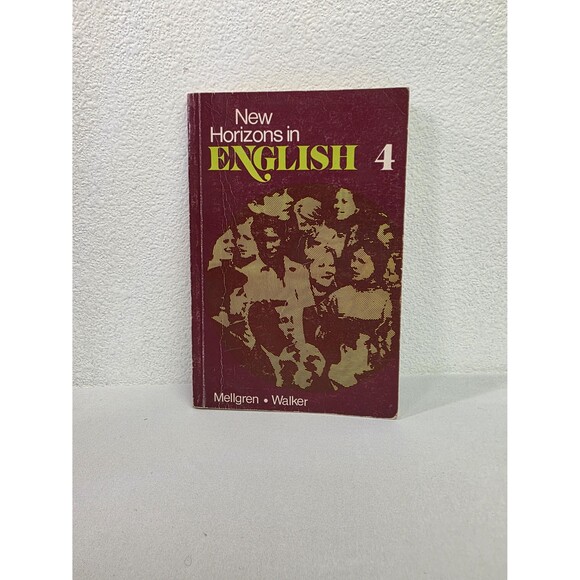 New
Horizons in
ENGLISH 4
Mellgren • Walker